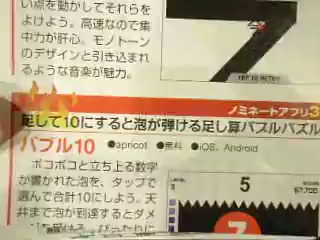 い点を動かしてそれらを
よけよう。高速なので集
中力が肝心。モノトーン
のデザインと引き込まれ
るような音楽が魅力。
ノミネートアプリ3
足して10にすると泡が弾ける足し算パズルパズル
バブル10 ●apricot ●無料 ●iOS、Android
ポコポコと立ち上る数字
が書かれた泡を、タップで
選んで合計10にしよう。天
井まで泡が到達するとダメ
5
7